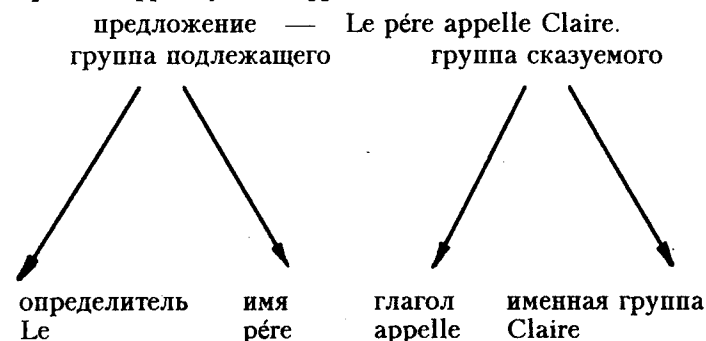 предложение — Le pére appelle Claire.
группа подлежащего группа сказуемого
определитель имя глагол именная группа
Le pére appelle Claire